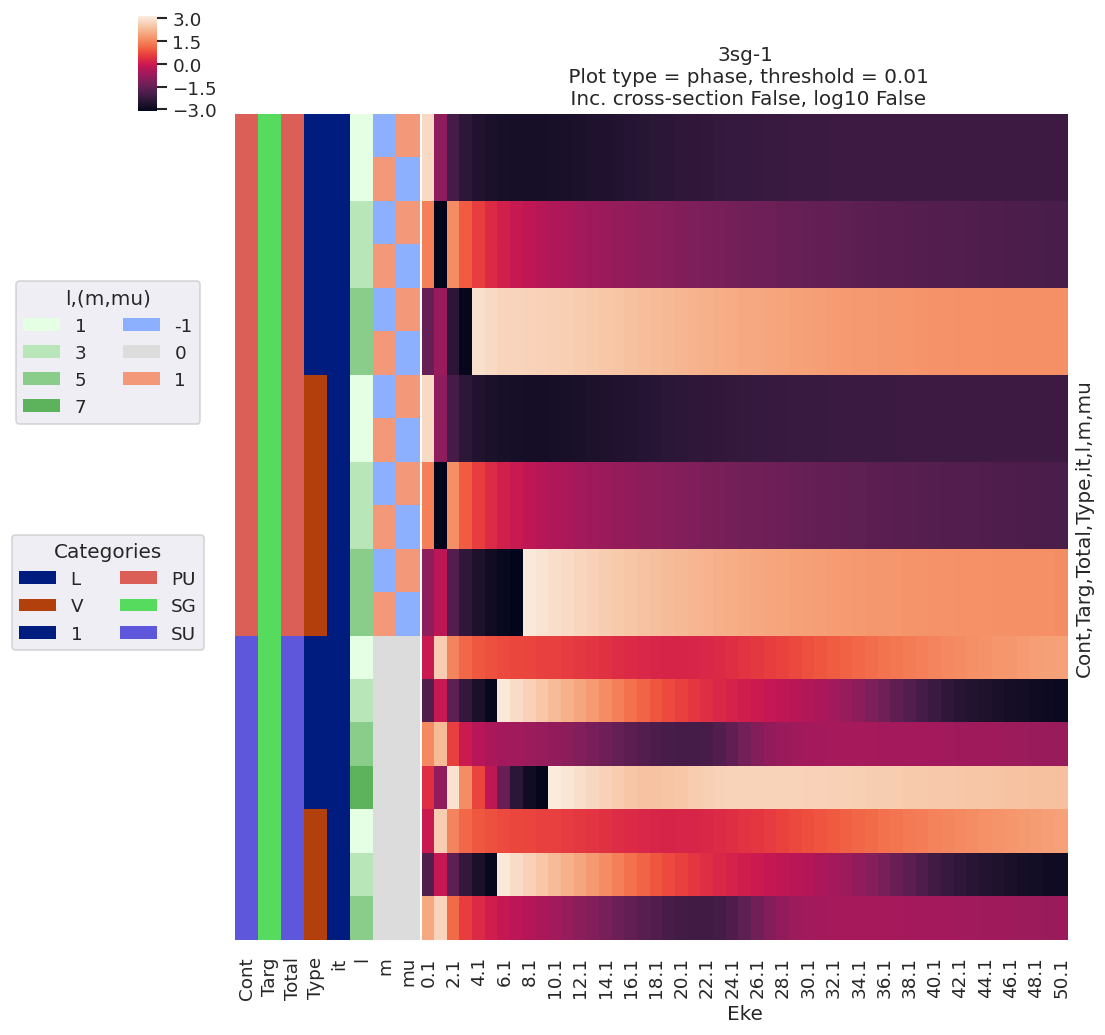 3.0
1.5
0.0
−1.5
−3.0
3sg-1
Plot type = phase, threshold = 0.01
Inc. cross-section False, log10 False
l,(m,mu)
1 -1
3 0
5 1
7
Categories
L PU
V SG
1 SU
Cont,Targ,Total,Type,it,l,m,mu
Cont Targ Total Type it l m mu 0.1 2.1 4.1 6.1 8.1 10.1 12.1 14.1 16.1 18.1 20.1 22.1 24.1 26.1 28.1 30.1 32.1 34.1 36.1 38.1 40.1 42.1 44.1 46.1 48.1 50.1
Eke